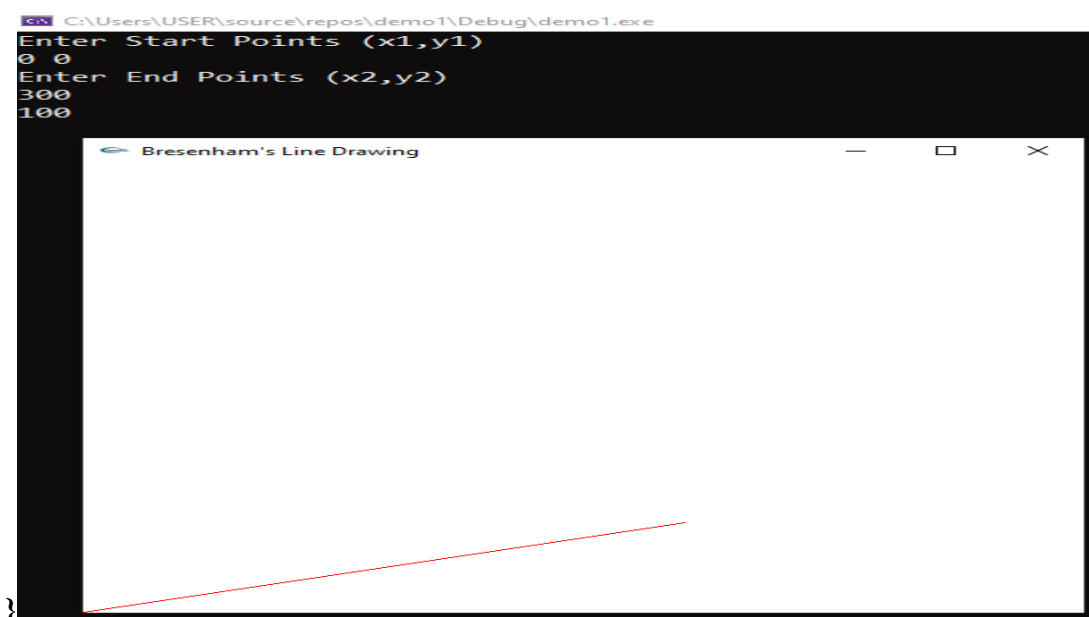 C:\Users\USER\source\repos\demo1\Debug\demo1.exe
Enter Start Points (x1,y1)
0 0
Enter End Points (x2,y2)
300
100
Bresenham's Line Drawing
}